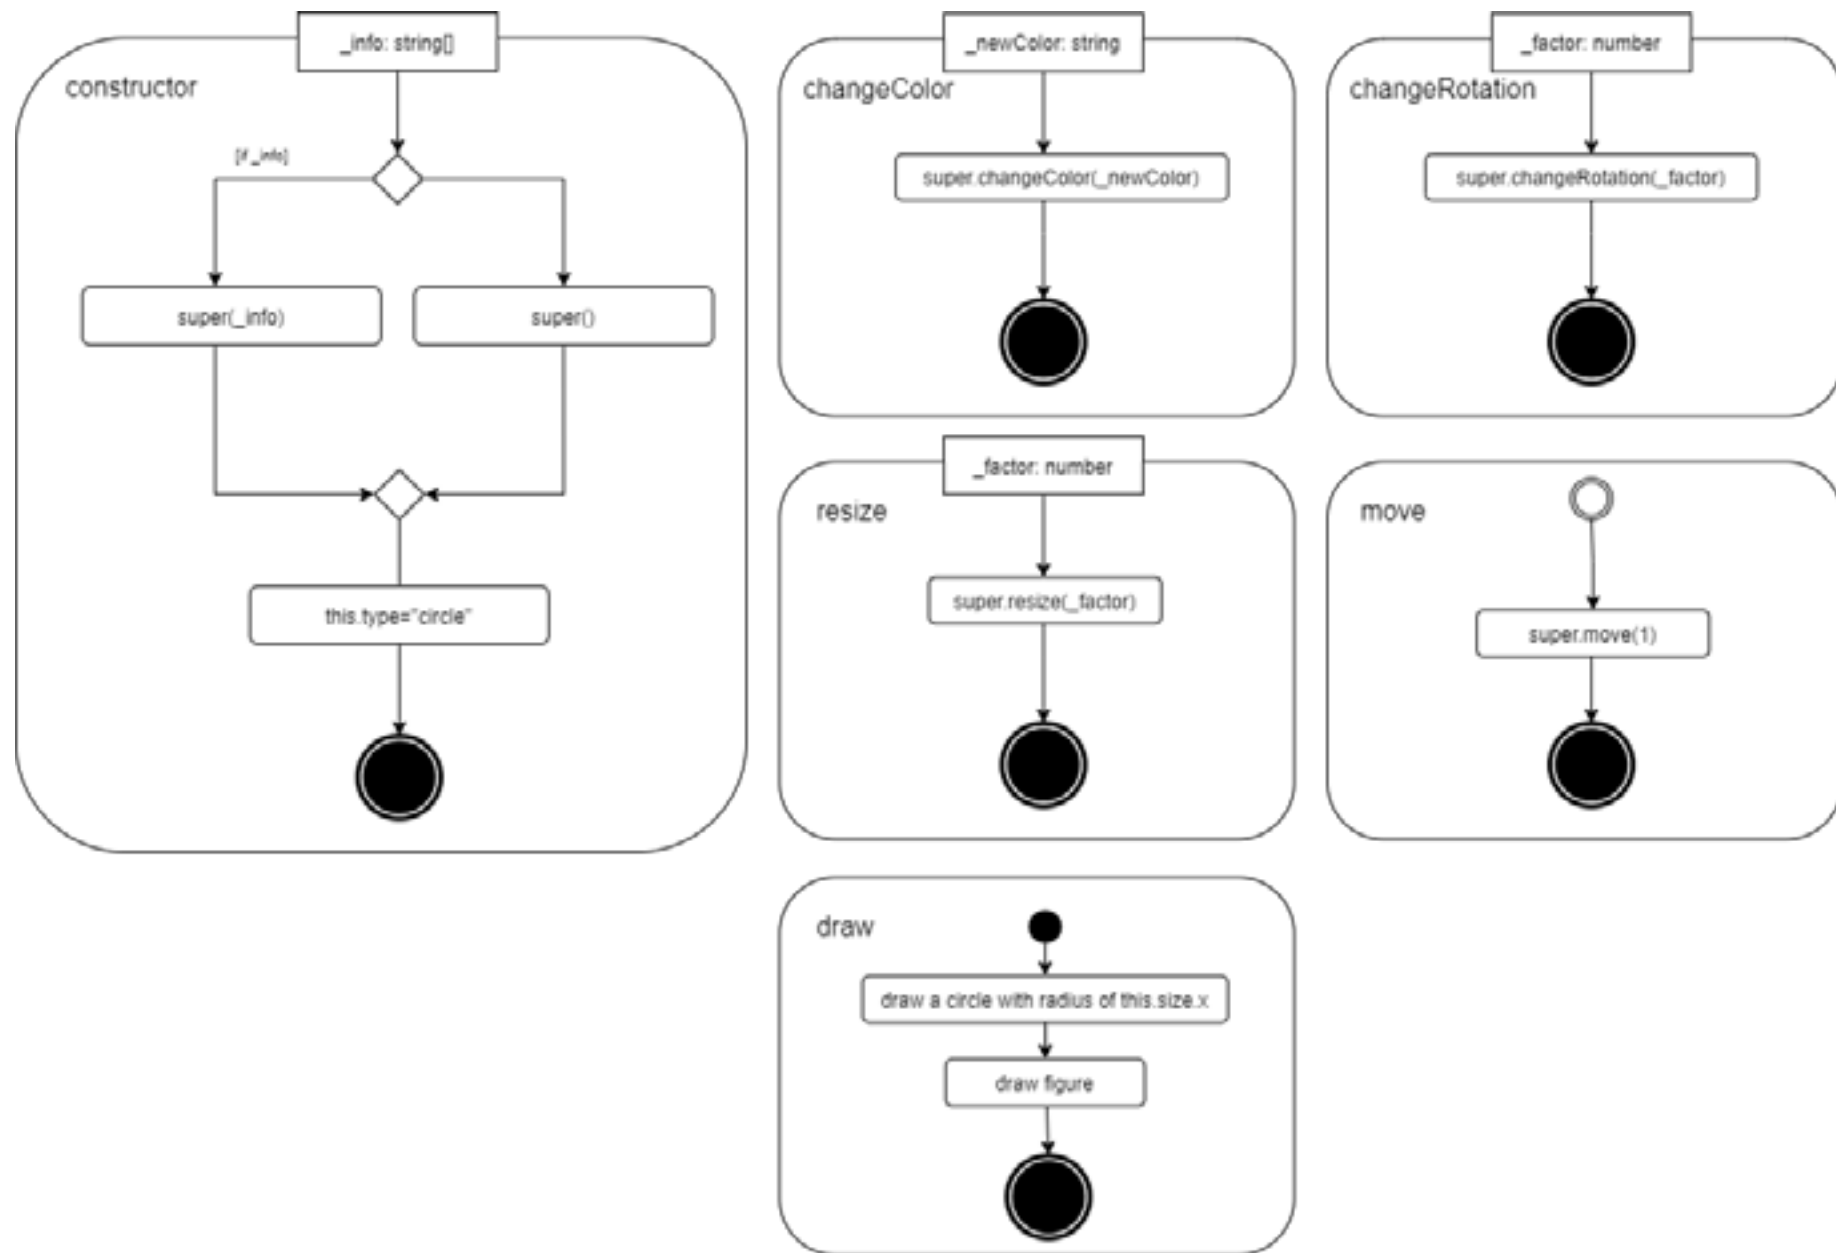 _info: string[]
constructor
[if _info]
super(_info)
super()
this.type="circle"
_newColor: string
changeColor
super.changeColor(_newColor)
_factor: number
changeRotation
super.changeRotation(_factor)
_factor: number
resize
super.resize(_factor)
move
super.move(1)
draw
draw a circle with radius of this.size.x
draw figure